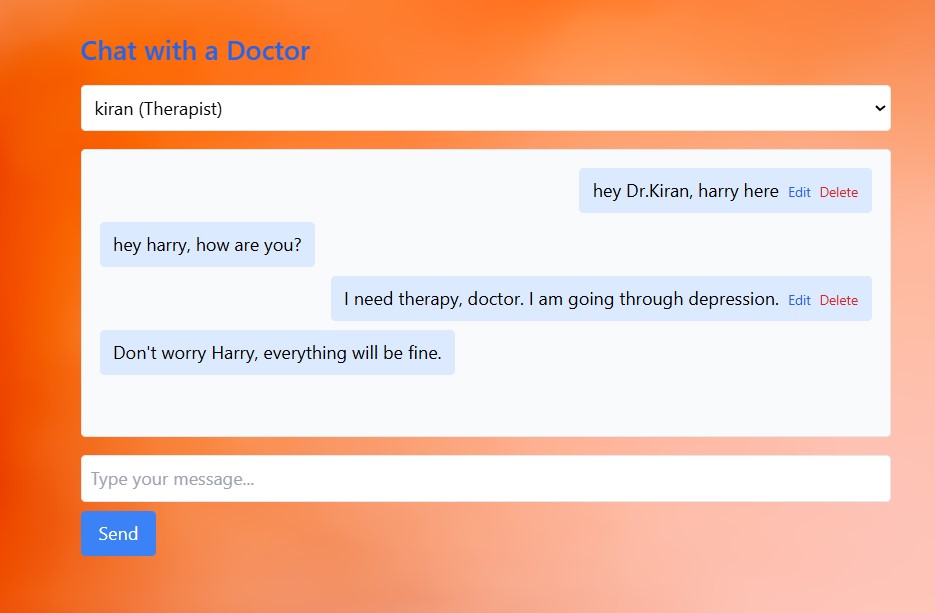 Chat with a Doctor
kiran (Therapist)
hey Dr.Kiran, harry here Edit Delete
hey harry, how are you?
I need therapy, doctor. I am going through depression. Edit Delete
Don't worry Harry, everything will be fine.
Type your message...
Send